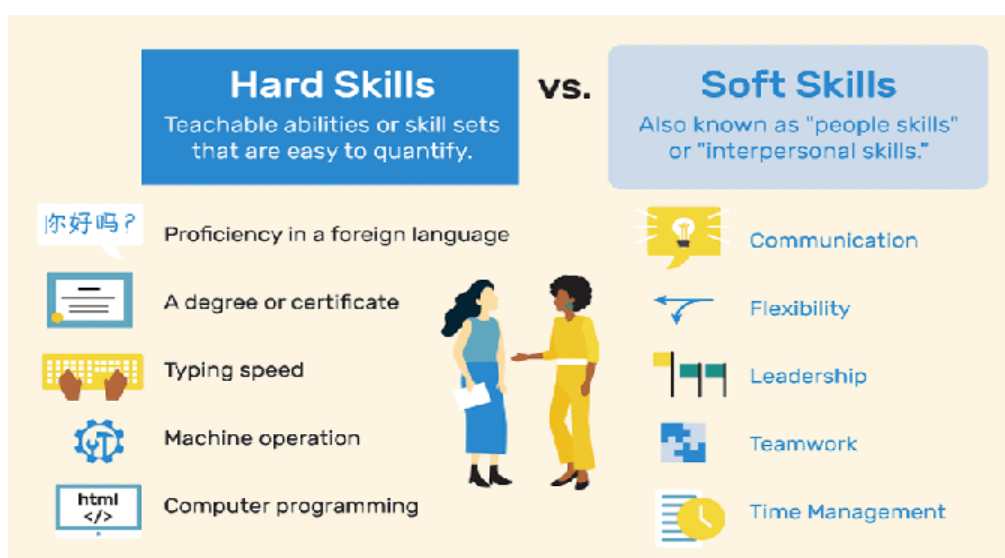 Hard Skills
Teachable abilities or skill sets
that are easy to quantify.
vs.
Soft Skills
Also known as "people skills"
or "interpersonal skills."
你好吗?
Proficiency in a foreign language
A degree or certificate
Typing speed
Machine operation
html
</>
Computer programming
Communication
Flexibility
Leadership
Teamwork
Time Management